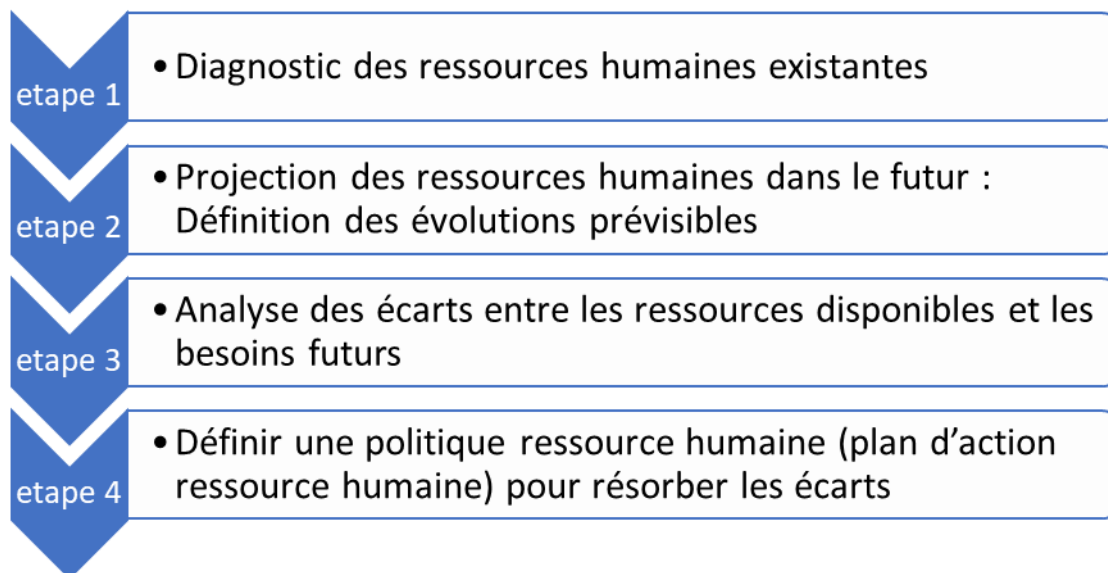 etape 1
• Diagnostic des ressources humaines existantes
etape 2
• Projection des ressources humaines dans le futur :
Définition des évolutions prévisibles
etape 3
• Analyse des écarts entre les ressources disponibles et les
besoins futurs
etape 4
• Définir une politique ressource humaine (plan d’action
ressource humaine) pour résorber les écarts